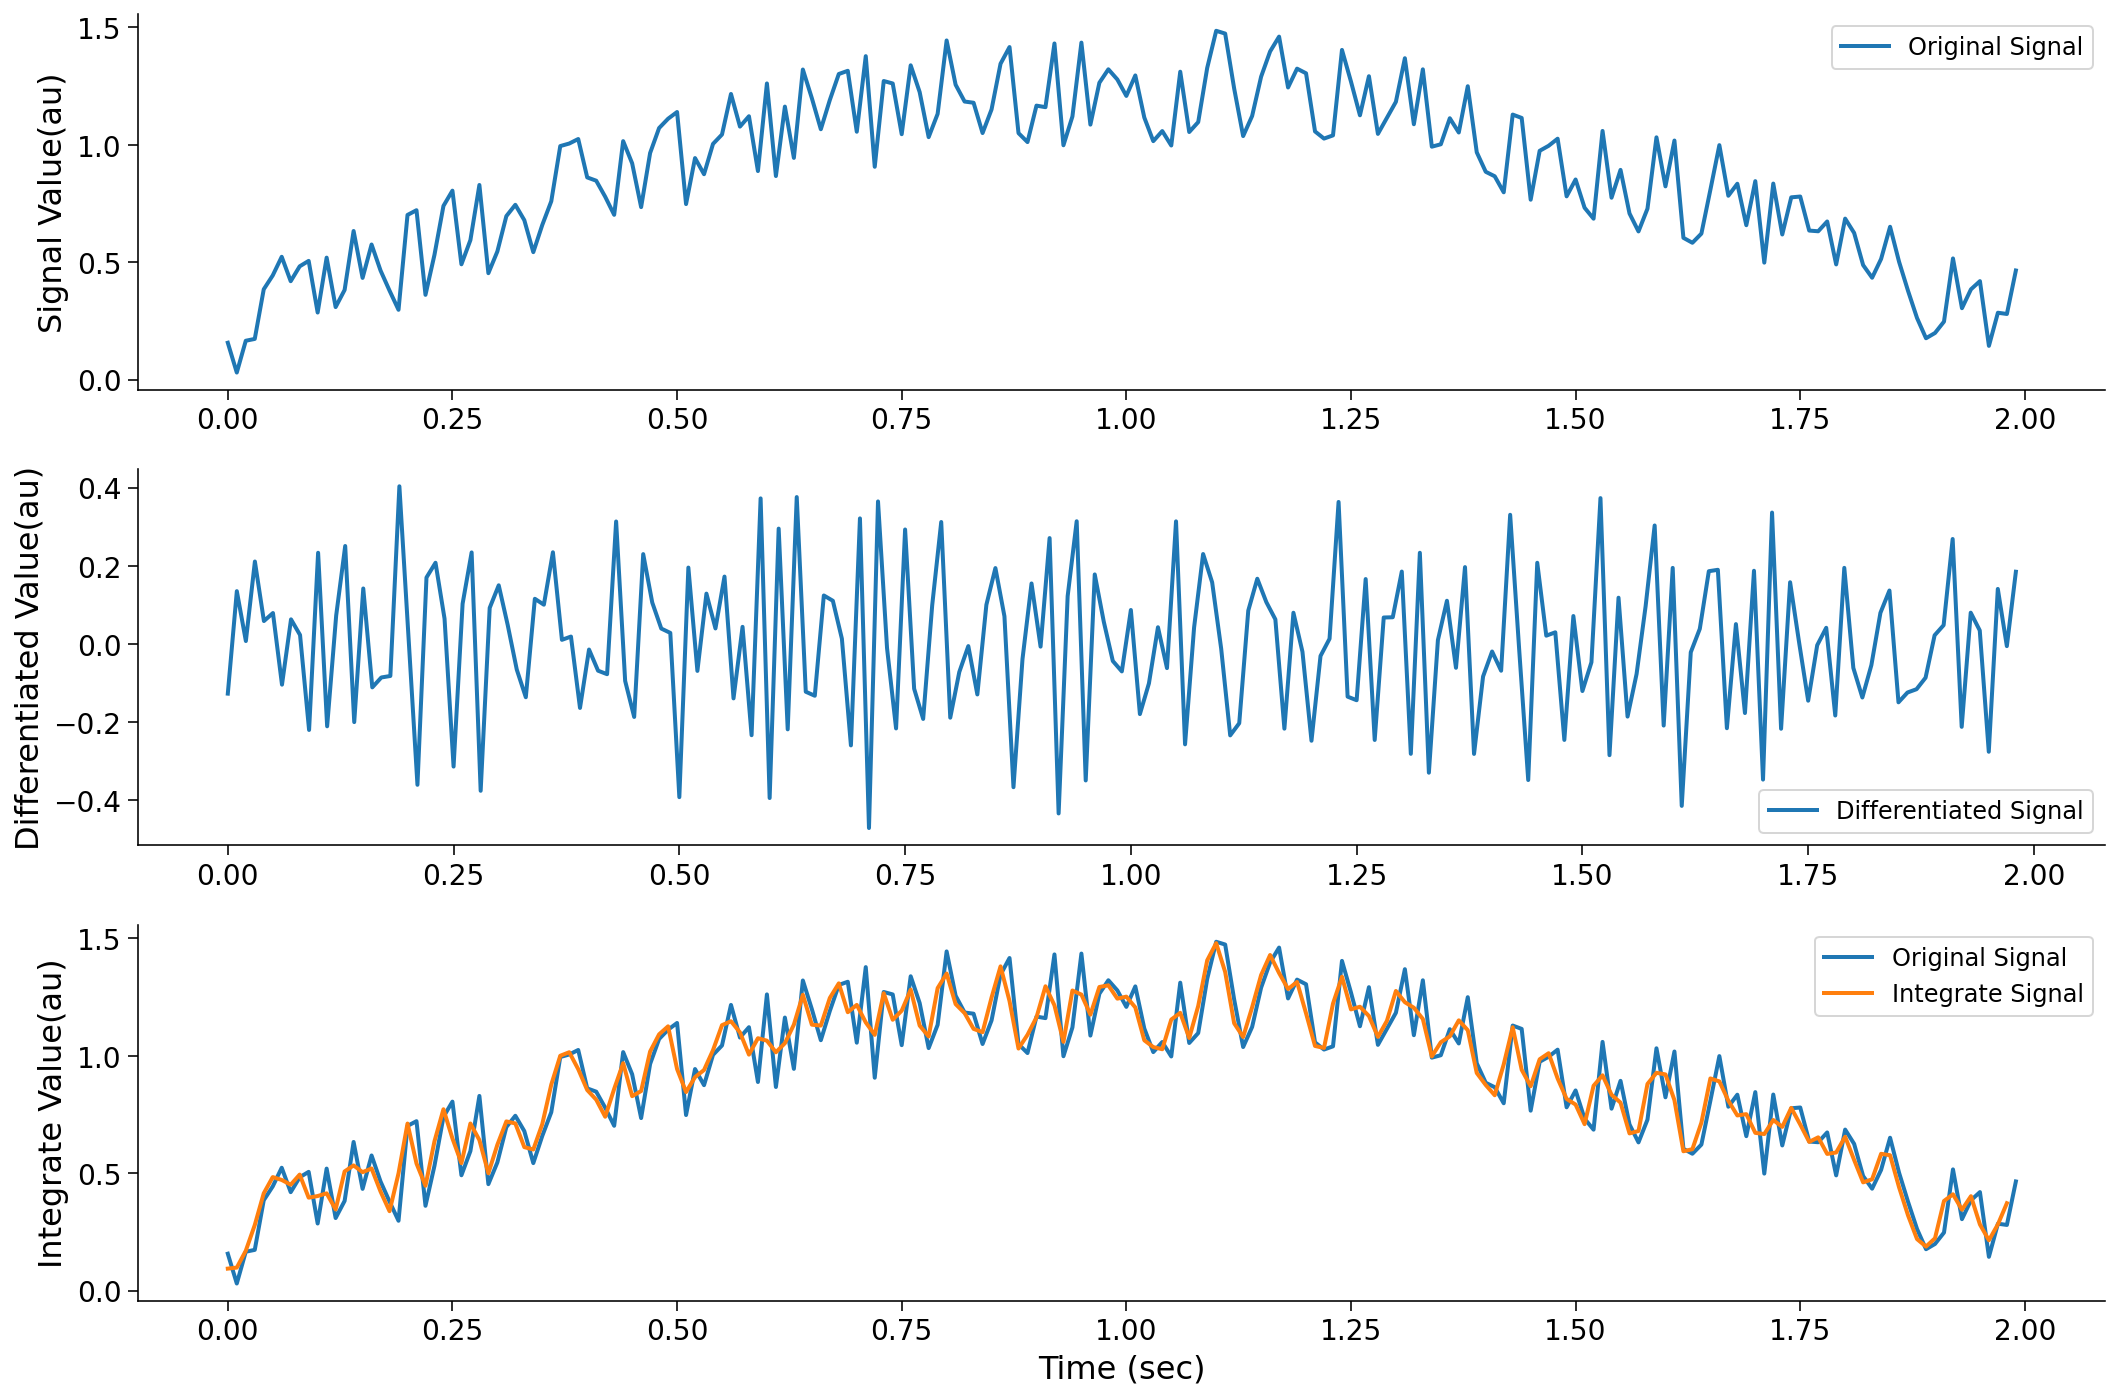 Signal Value(au)
1.5
1.0
0.5
0.0
Original Signal
0.00 0.25 0.50 0.75 1.00 1.25 1.50 1.75 2.00
Differentiated Value(au)
0.4
0.2
0.0
−0.2
−0.4
Differentiated Signal
0.00 0.25 0.50 0.75 1.00 1.25 1.50 1.75 2.00
Integrate Value(au)
1.5
1.0
0.5
0.0
Original Signal
Integrate Signal
0.00 0.25 0.50 0.75 1.00 1.25 1.50 1.75 2.00
Time (sec)